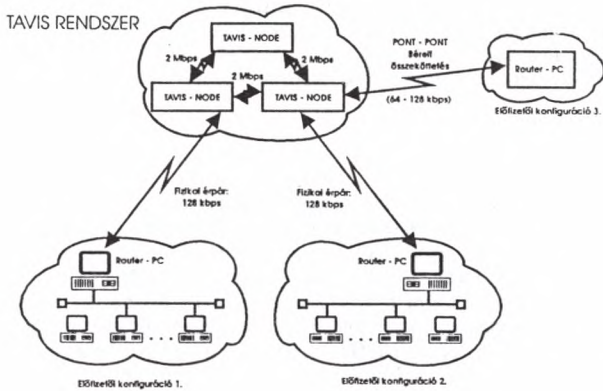 TAVIS RENDSZER
TAVIS - NODE
2 Mbps
2 Mbps
2 Mbps
TAVIS - NODE
TAVIS - NODE
PONT - PONT
Bérelt
összeköttetés
(64 - 128 kbps)
Router - PC
Előfizetői konfiguráció 3.
Fizikai érpár:
128 kbps
Fizikai érpár:
128 kbps
Router - PC
Router - PC
Előfizetői konfiguráció 1.
Előfizetői konfiguráció 2.